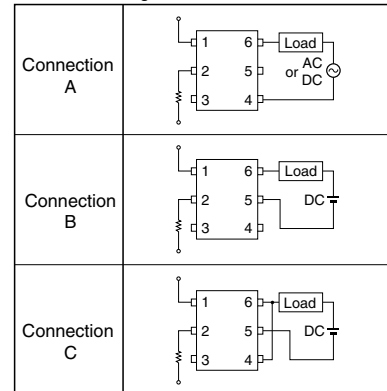 Connection
A
1 6 Load
2 5 or AC
DC
3 4
Connection
B
1 6 Load
2 5 DC
3 4
Connection
C
1 6 Load
2 5 DC
3 4